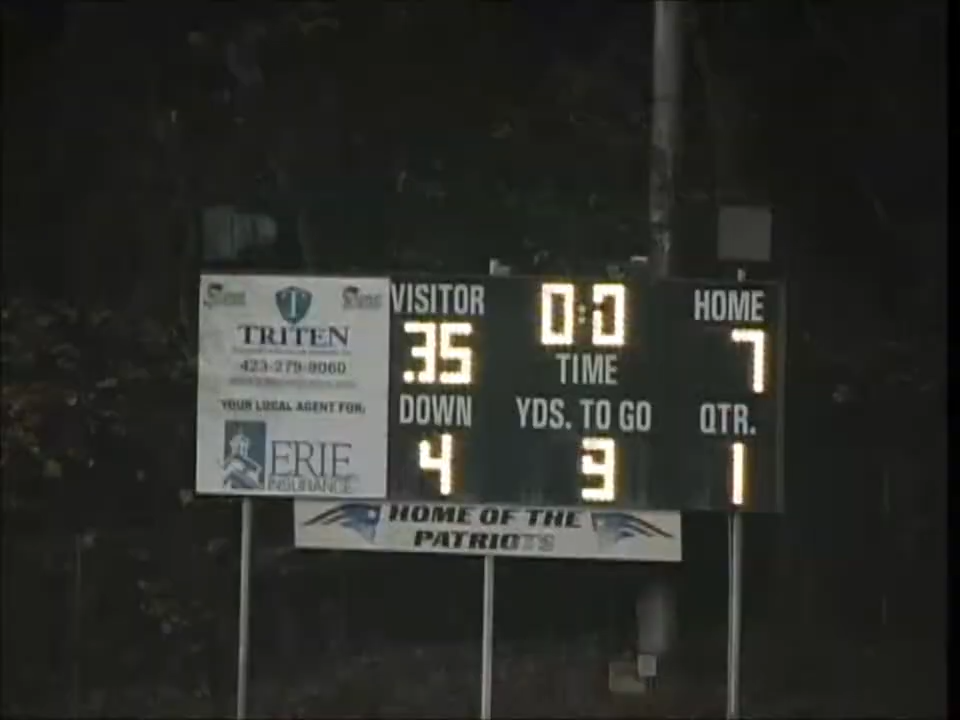 TRITEN
423-279-9060
YOUR LOCAL AGENT FOR:
ERIE
INSURANCE
VISITOR
35
0:0
TIME
HOME
7
DOWN
4
YDS. TO GO
9
QTR.
1
HOME OF THE
PATRIOTS